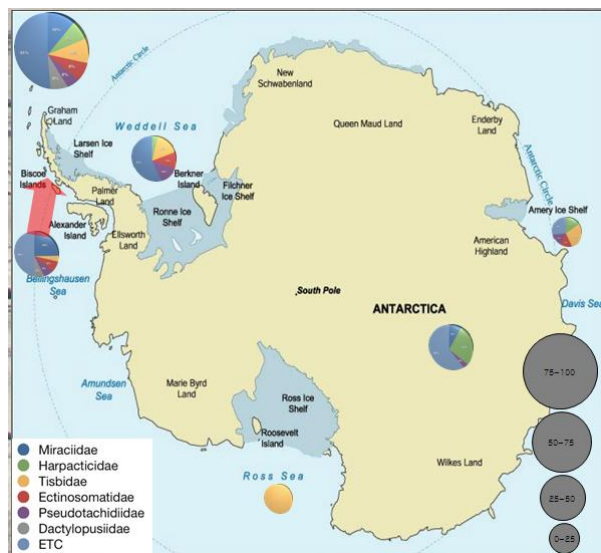 Antarctic Circle
New
Schwabenland
Graham
Land
Weddell Sea
Queen Maud Land
Enderby
Land
Larsen Ice
Shelf
Antarctic Circle
Biscoe
Islands
Berkner
Island
Filchner
Ice Shelf
Palmer
Land
Amery Ice Shelf
Alexander
Island
Ronne Ice
Shelf
Ellsworth
Land
American
Highland
Bellingshausen
Sea
South Pole
Davis Sea
ANTARCTICA
Amundsen
Sea
Marie Byrd
Land
Ross Ice
Shelf
Roosevelt
Island
Wilkes Land
Ross Sea
75-100
50-75
25-50
0-25
Miraciidae
Harpacticidae
Tisbidae
Ectinosomatidae
Pseudotachidiidae
Dactylopusiidae
ETC